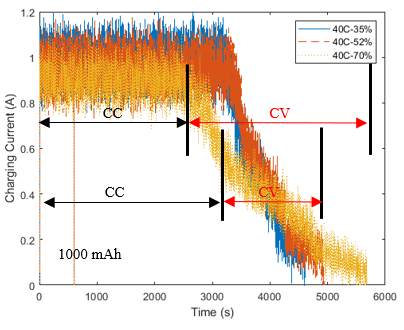 1.2
1
0.8
0.6
0.4
0.2
0
Charging Current (A)
40C-35%
40C-52%
40C-70%
CC
CV
CC
CV
1000 mAh
0 1000 2000 3000 4000 5000 6000
Time (s)